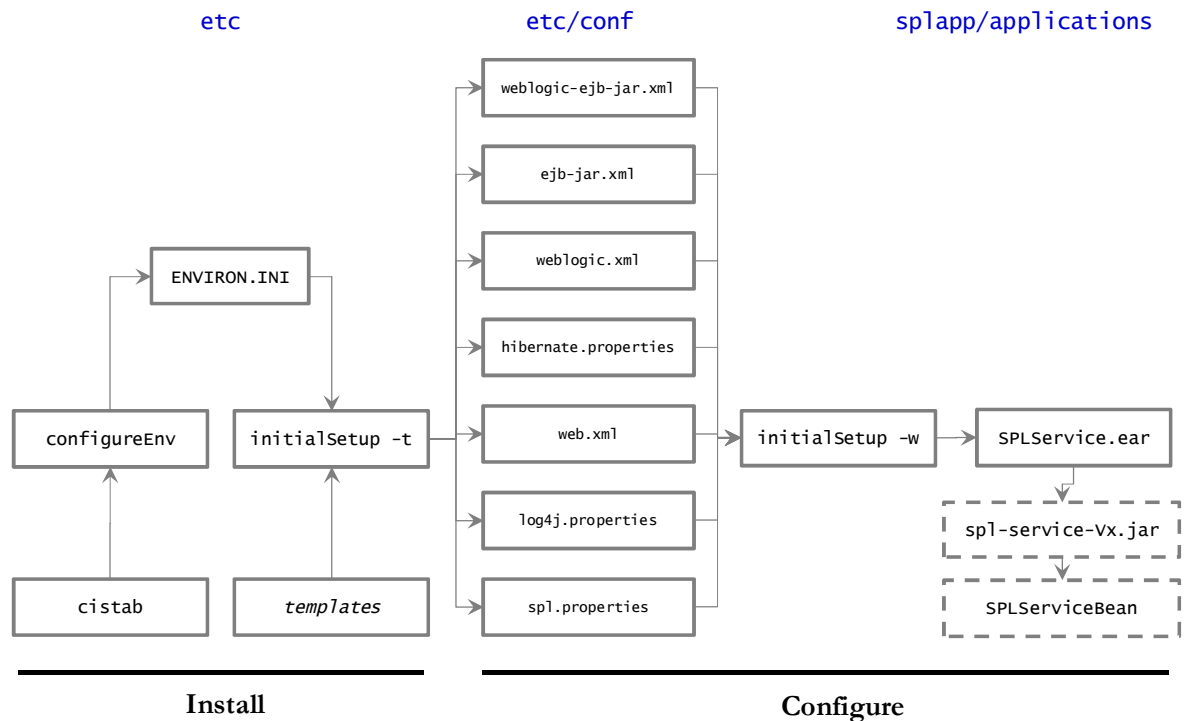 etc
etc/conf
splapp/applications
weblogic-ejb-jar.xml
ejb-jar.xml
weblogic.xml
ENVIRON.INI
hibernate.properties
configureEnv
initialSetup -t
web.xml
initialSetup -w
SPLService.ear
log4j.properties
spl-service-Vx.jar
cistab
templates
spl.properties
SPLServiceBean
Install
Configure